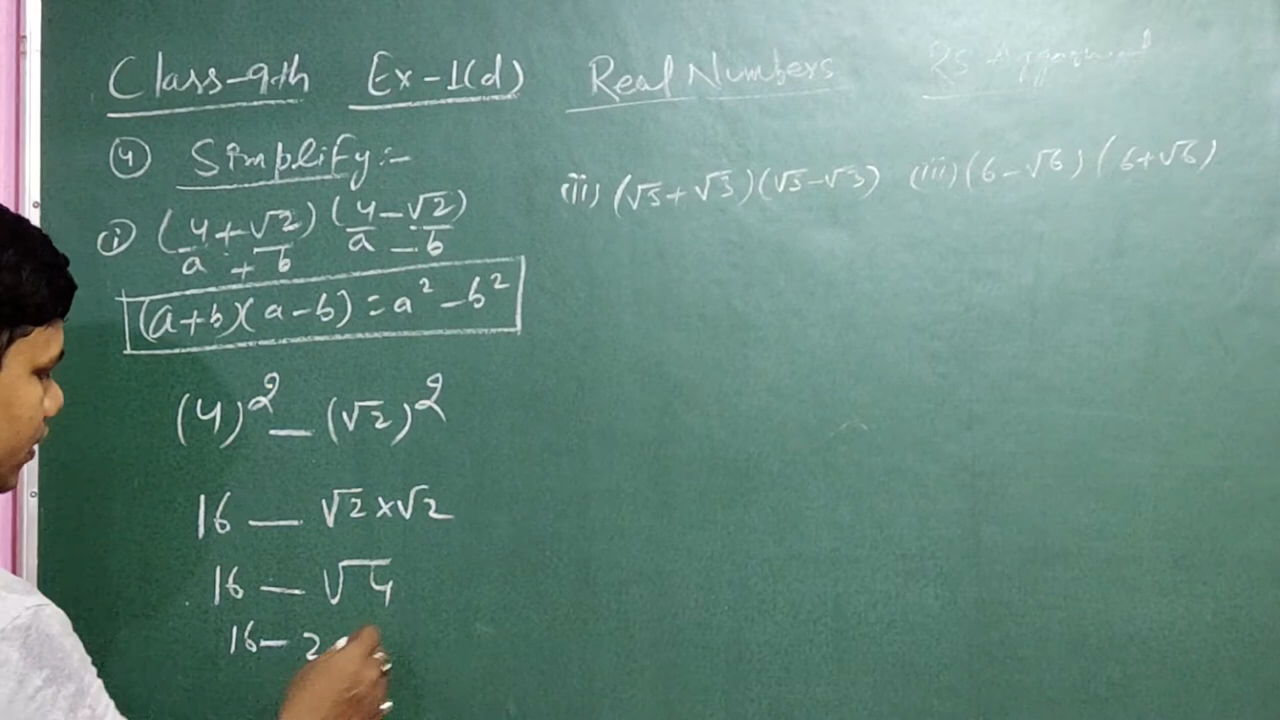 Class-9th Ex-1(d) Real Numbers RS Aggarwal
④ Simplify:-
① (4+√2)(4-√2)
a + b a - b
(ii) (√5+√3)(√5-√3) (iii) (6-√6)(6+√6)
(a+b)(a-b)=a²-b²
(4)² - (√2)²
16 - √2×√2
16 - √4
16-2